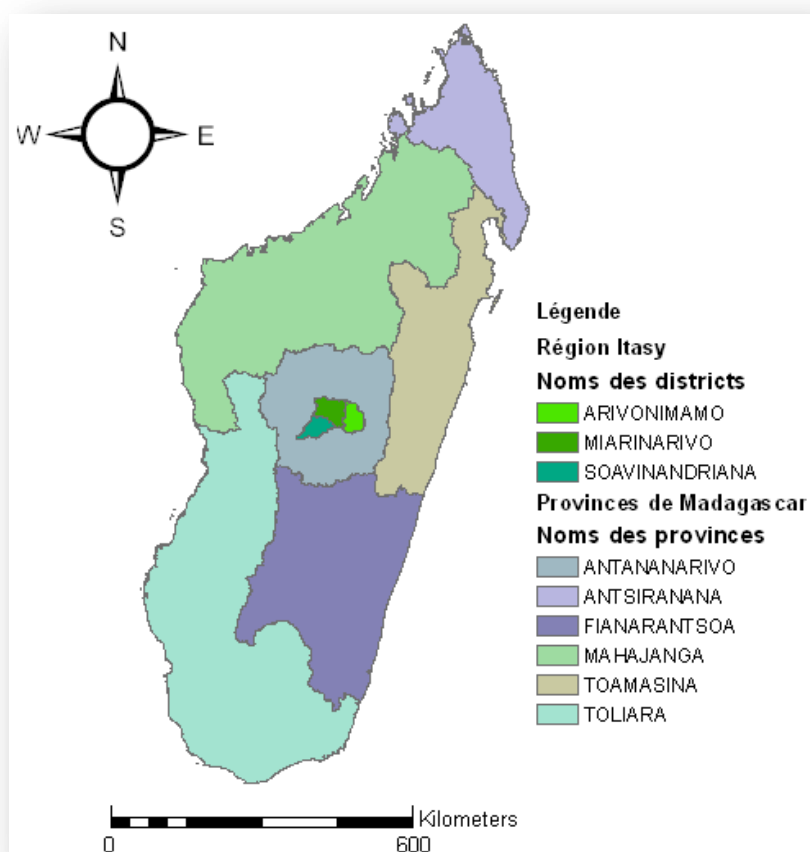 N
W
E
S
Légende
Région Itasy
Noms des districts
ARIVONIMAMO
MIARINARIVO
SOAVINANDRIANA
Provinces de Madagascar
Noms des provinces
ANTANANARIVO
ANTSIRANANA
FIANARANTSOA
MAHAJANGA
TOAMASINA
TOLIARA
Kilometers
0
600